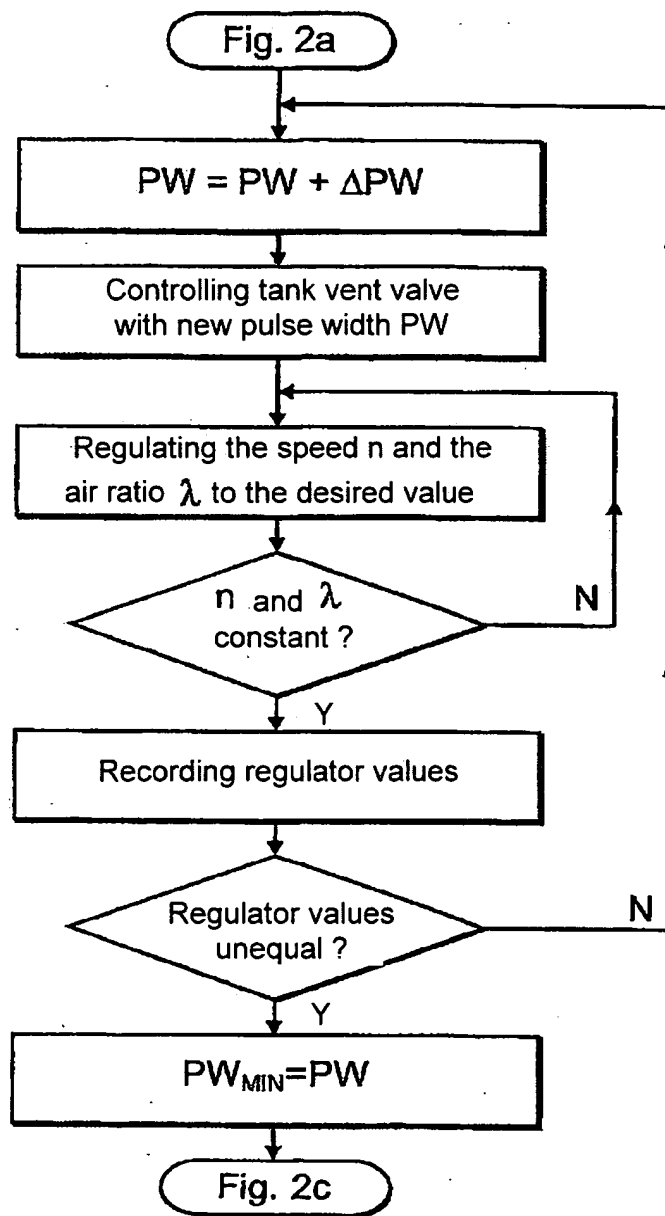 Fig. 2a
PW = PW + ΔPW
Controlling tank vent valve
with new pulse width PW
Regulating the speed n and the
air ratio λ to the desired value
n and λ
constant ?
N
Y
Recording regulator values
Regulator values
unequal ?
N
Y
PW_MIN=PW
Fig. 2c